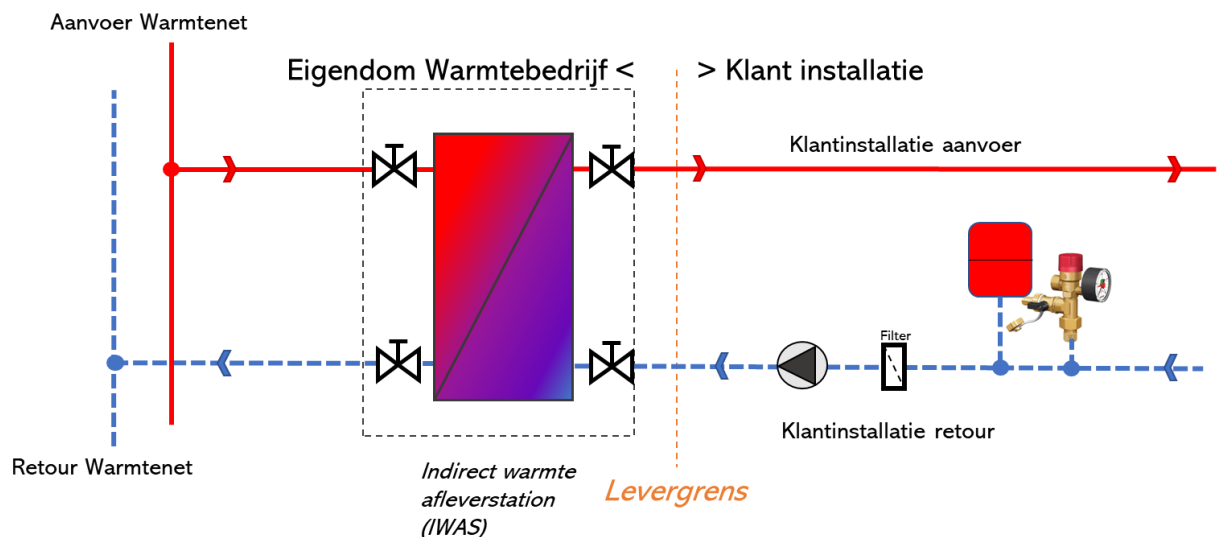 Aanvoer Warmtenet
Eigendom Warmtebedrijf <
> Klant installatie
Klantinstallatie aanvoer
Filter
Klantinstallatie retour
Retour Warmtenet
Indirect warmte
afleverstation
(IWAS)
Levergrens